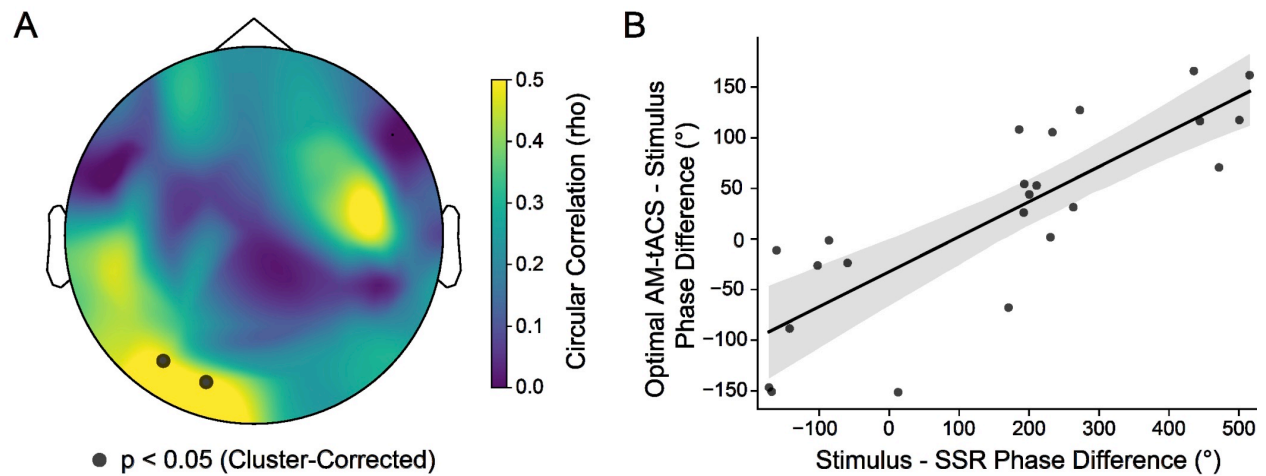 A
0.5
0.4
0.3
0.2
0.1
0.0
Circular Correlation (rho)
p < 0.05 (Cluster-Corrected)
B
Optimal AM-tACS - Stimulus
Phase Difference (°)
150
100
50
0
−50
−100
−150
−100 0 100 200 300 400 500
Stimulus - SSR Phase Difference (°)